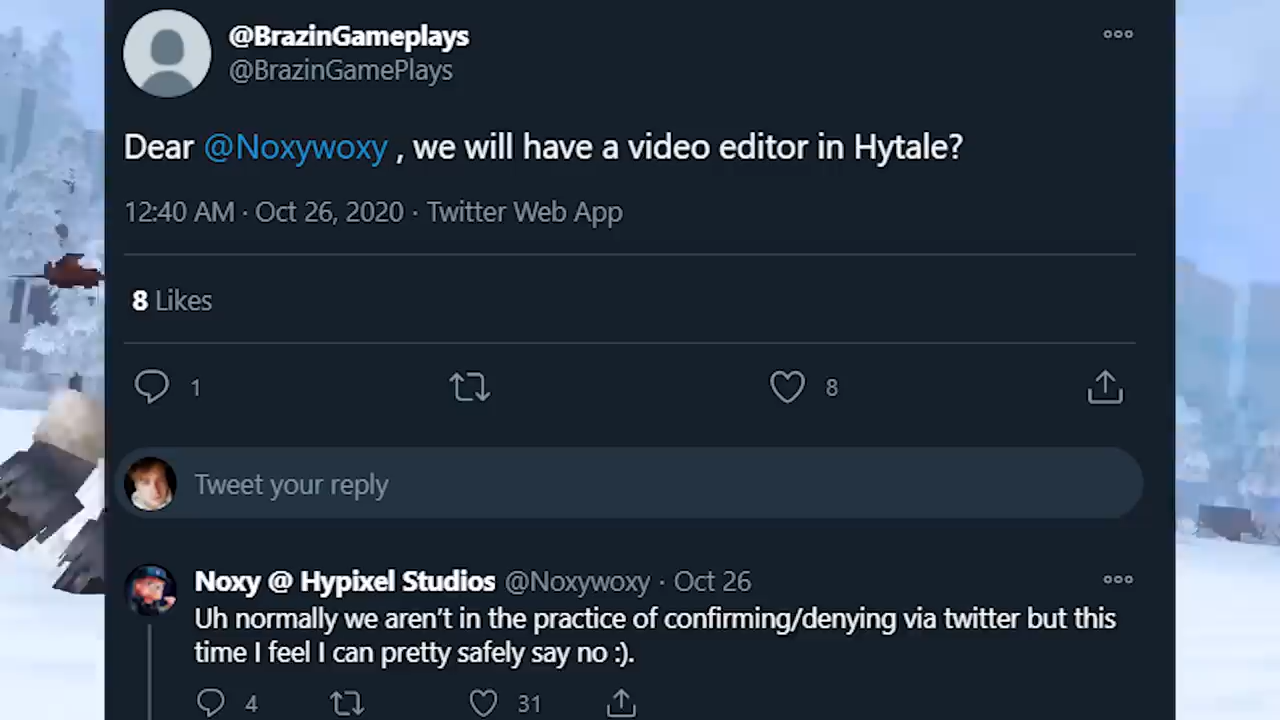 @BrazinGameplays
@BrazinGamePlays
Dear @Noxywoxy , we will have a video editor in Hytale?
12:40 AM · Oct 26, 2020 · Twitter Web App
8 Likes
1 8
Tweet your reply
Noxy @ Hypixel Studios @Noxywoxy · Oct 26
Uh normally we aren't in the practice of confirming/denying via twitter but this
time I feel I can pretty safely say no :).
4 31